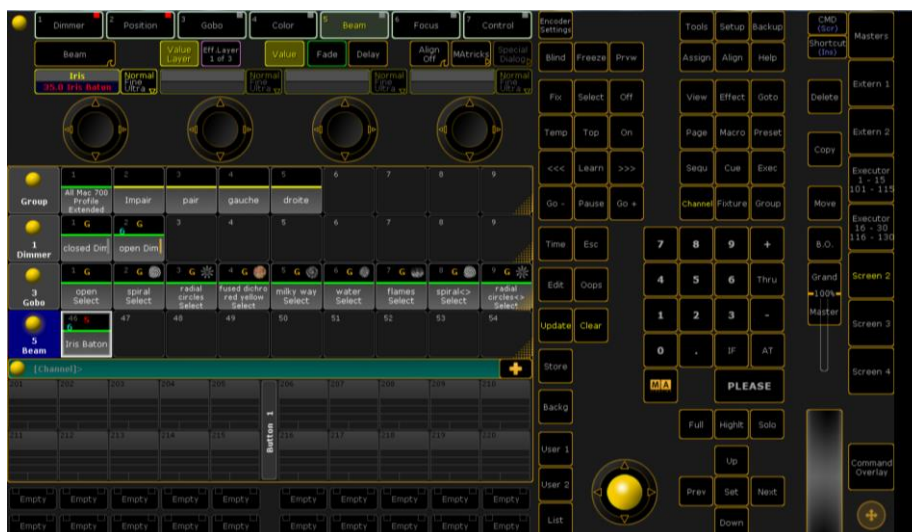 1 Dimmer 2 Position 3 Gobo 4 Color 5 Beam 6 Focus 7 Control
Beam Value Layer Eff.Layer 1 of 3 Value Fade Delay Align Off MAtricks Special Dialog
Iris Normal Normal Normal Normal
35.0 Iris Baton Fine Fine Fine Fine
Ultra Ultra Ultra Ultra
Group
1 All Mac 700 Profile Extended
2 Impair
3 pair
4 gauche
5 droite
6 7 8 9
1 Dimmer
1 G closed Dim
2 G G open Dim
3 4 5 6 7 8 9
3 Gobo
1 G open Select
2 G spiral Select
3 G radial circles Select
4 G fused dichro red yellow Select
5 G milky way Select
6 G water Select
7 G flames Select
8 G spiral<> Select
9 G radial circles<> Select
5 Beam
46 S G Iris Baton
47 48 49 50 51 52 53 54
[Channel]>
201 202 203 204 205 206 207 208 209 210
Button 1
211 212 213 214 215 216 217 218 219 220
Empty Empty Empty Empty Empty Empty Empty Empty Empty Empty
Empty Empty Empty Empty Empty Empty Empty Empty Empty Empty
Encoder Settings
Tools Setup Backup
CMD (Scr)
Masters
Shortcut (Ins)
Blind Freeze Prvw Assign Align Help
Fix Select Off View Effect Goto Delete Extern 1
Temp Top On Page Macro Preset Copy Extern 2
<<< Learn >>> Sequ Cue Exec Executor 1 - 15 101 - 115
Go - Pause Go + Channel Fixture Group Move Executor 16 - 30 116 - 130
Time Esc 7 8 9 + B.O.
Edit Oops 4 5 6 Thru Grand 100% Master Screen 2
Update Clear 1 2 3 - Screen 3
Store 0 . IF AT Screen 4
MA PLEASE
Backg
Full Highlt Solo
User 1 Up Command Overlay
User 2 Prev Set Next
List Down